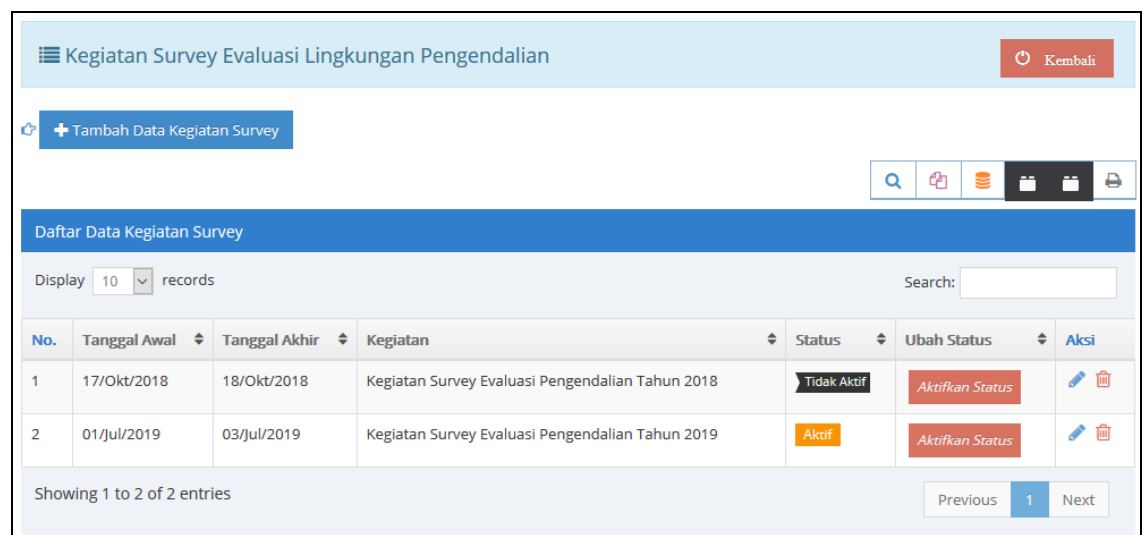 Kegiatan Survey Evaluasi Lingkungan Pengendalian
Kembali
Tambah Data Kegiatan Survey
Daftar Data Kegiatan Survey
Display 10 records Search:
No. Tanggal Awal Tanggal Akhir Kegiatan Status Ubah Status Aksi
1 17/Okt/2018 18/Okt/2018 Kegiatan Survey Evaluasi Pengendalian Tahun 2018 Tidak Aktif Aktifkan Status
2 01/Jul/2019 03/Jul/2019 Kegiatan Survey Evaluasi Pengendalian Tahun 2019 Aktif Aktifkan Status
Showing 1 to 2 of 2 entries Previous 1 Next